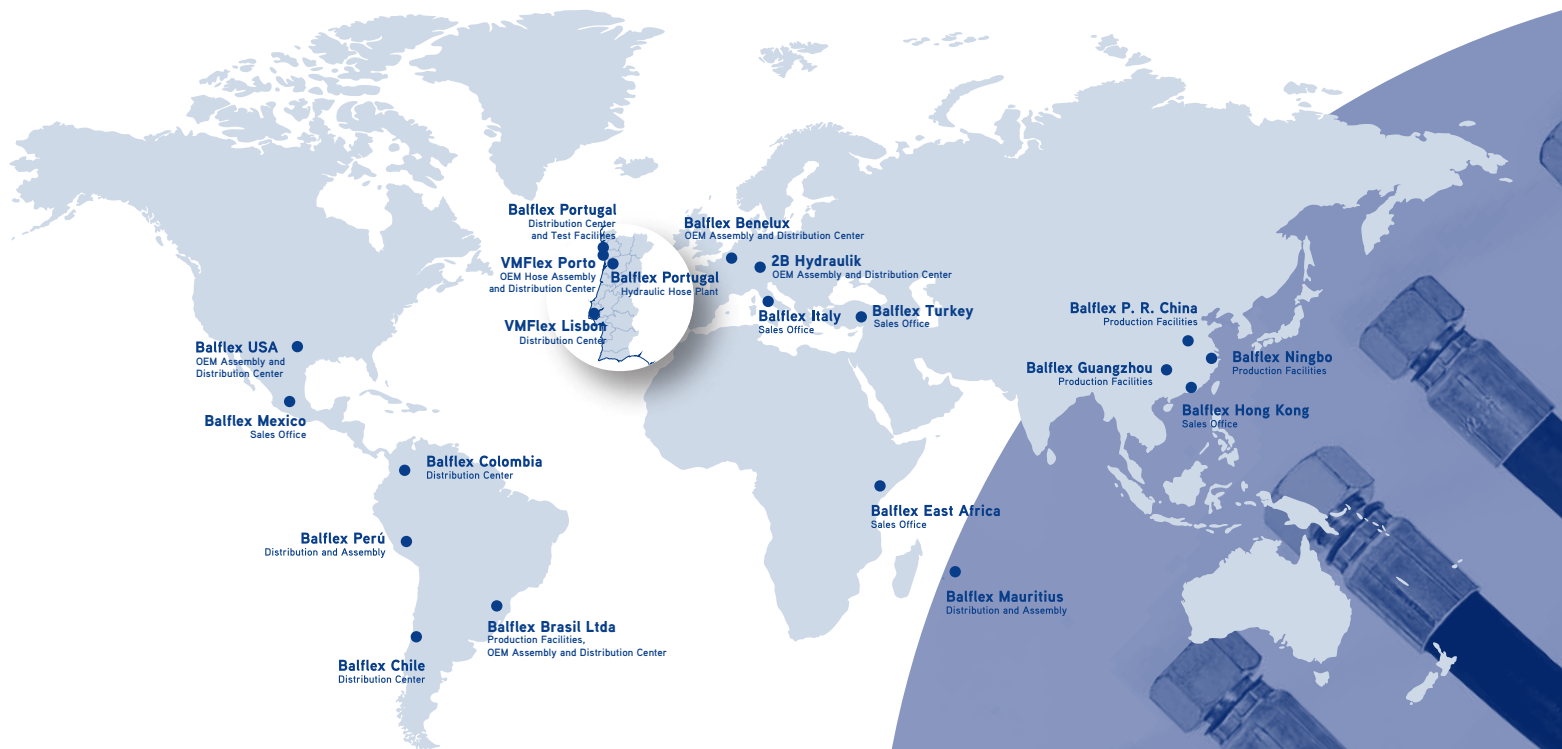 Balflex Portugal
Distribution Center
and Test Facilities
VMFlex Porto
OEM Hose Assembly
and Distribution Center
Balflex Portugal
Hydraulic Hose Plant
VMFlex Lisbon
Distribution Center
Balflex Benelux
OEM Assembly and Distribution Center
2B Hydraulik
OEM Assembly and Distribution Center
Balflex Italy
Sales Office
Balflex Turkey
Sales Office
Balflex P. R. China
Production Facilities
Balflex Ningbo
Production Facilities
Balflex Guangzhou
Production Facilities
Balflex Hong Kong
Sales Office
Balflex USA
OEM Assembly and
Distribution Center
Balflex Mexico
Sales Office
Balflex Colombia
Distribution Center
Balflex Perú
Distribution and Assembly
Balflex Brasil Ltda
Production Facilities,
OEM Assembly and Distribution Center
Balflex Chile
Distribution Center
Balflex East Africa
Sales Office
Balflex Mauritius
Distribution and Assembly